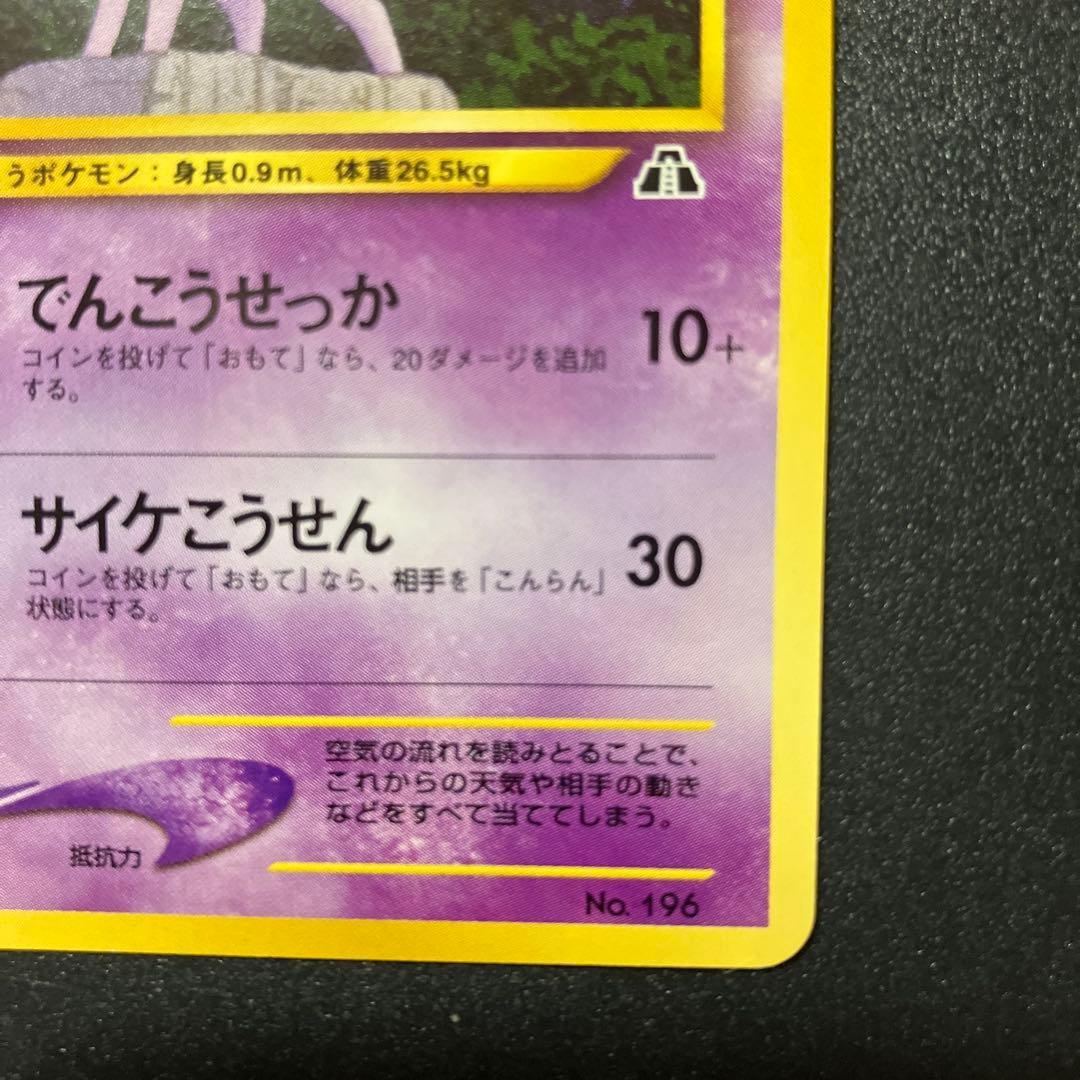 うポケモン：身長0.9m、体重26.5kg
でんこうせっか
10+
コインを投げて「おもて」なら、20ダメージを追加
する。
サイケこうせん
30
コインを投げて「おもて」なら、相手を「こんらん」
状態にする。
空気の流れを読みとることで、
これからの天気や相手の動き
などをすべて当ててしまう。
抵抗力
No. 196